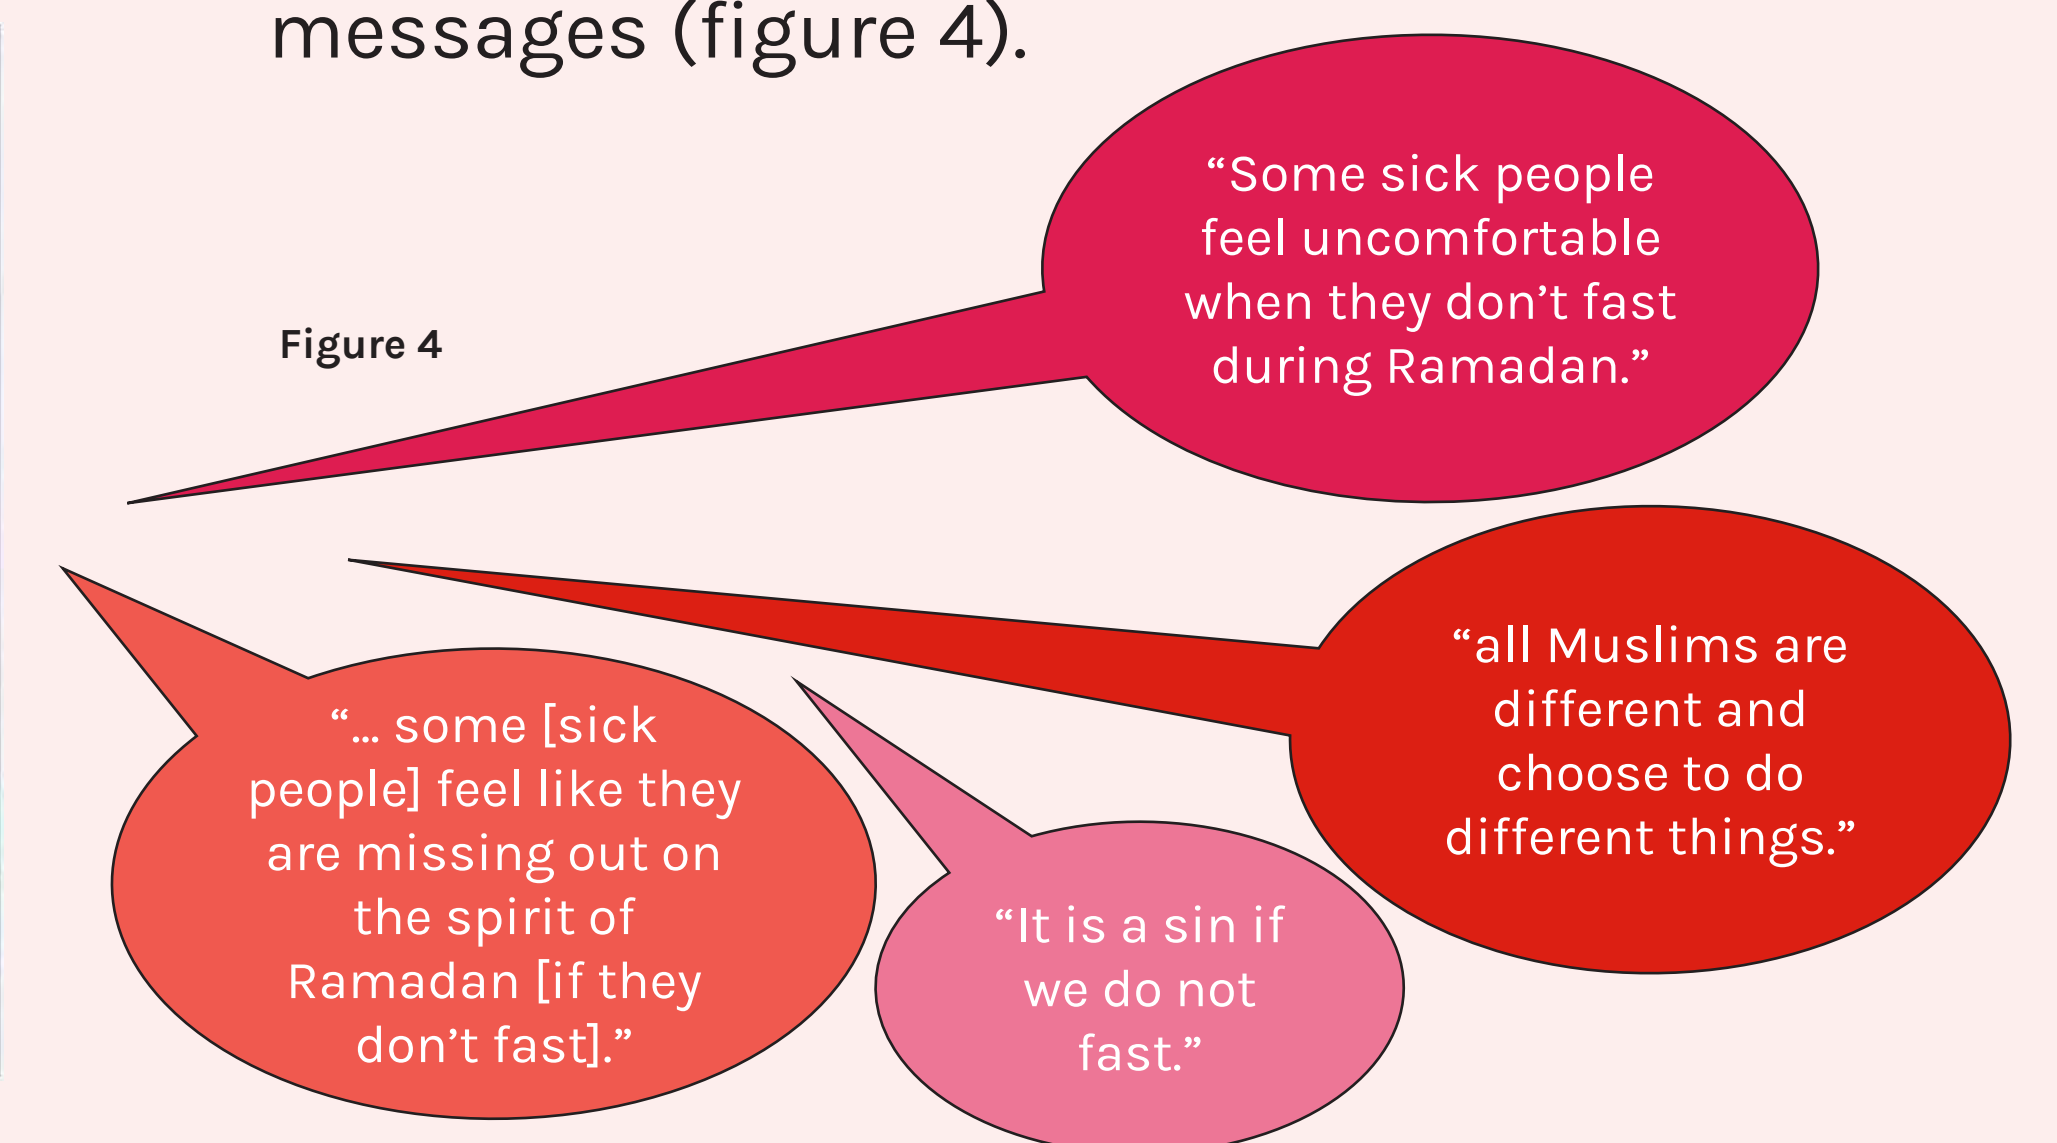 messages (figure 4).
Figure 4
“Some sick people
feel uncomfortable
when they don’t fast
during Ramadan.”
“all Muslims are
different and
choose to do
different things.”
“... some [sick
people] feel like they
are missing out on
the spirit of
Ramadan [if they
don’t fast].”
“It is a sin if
we do not
fast.”